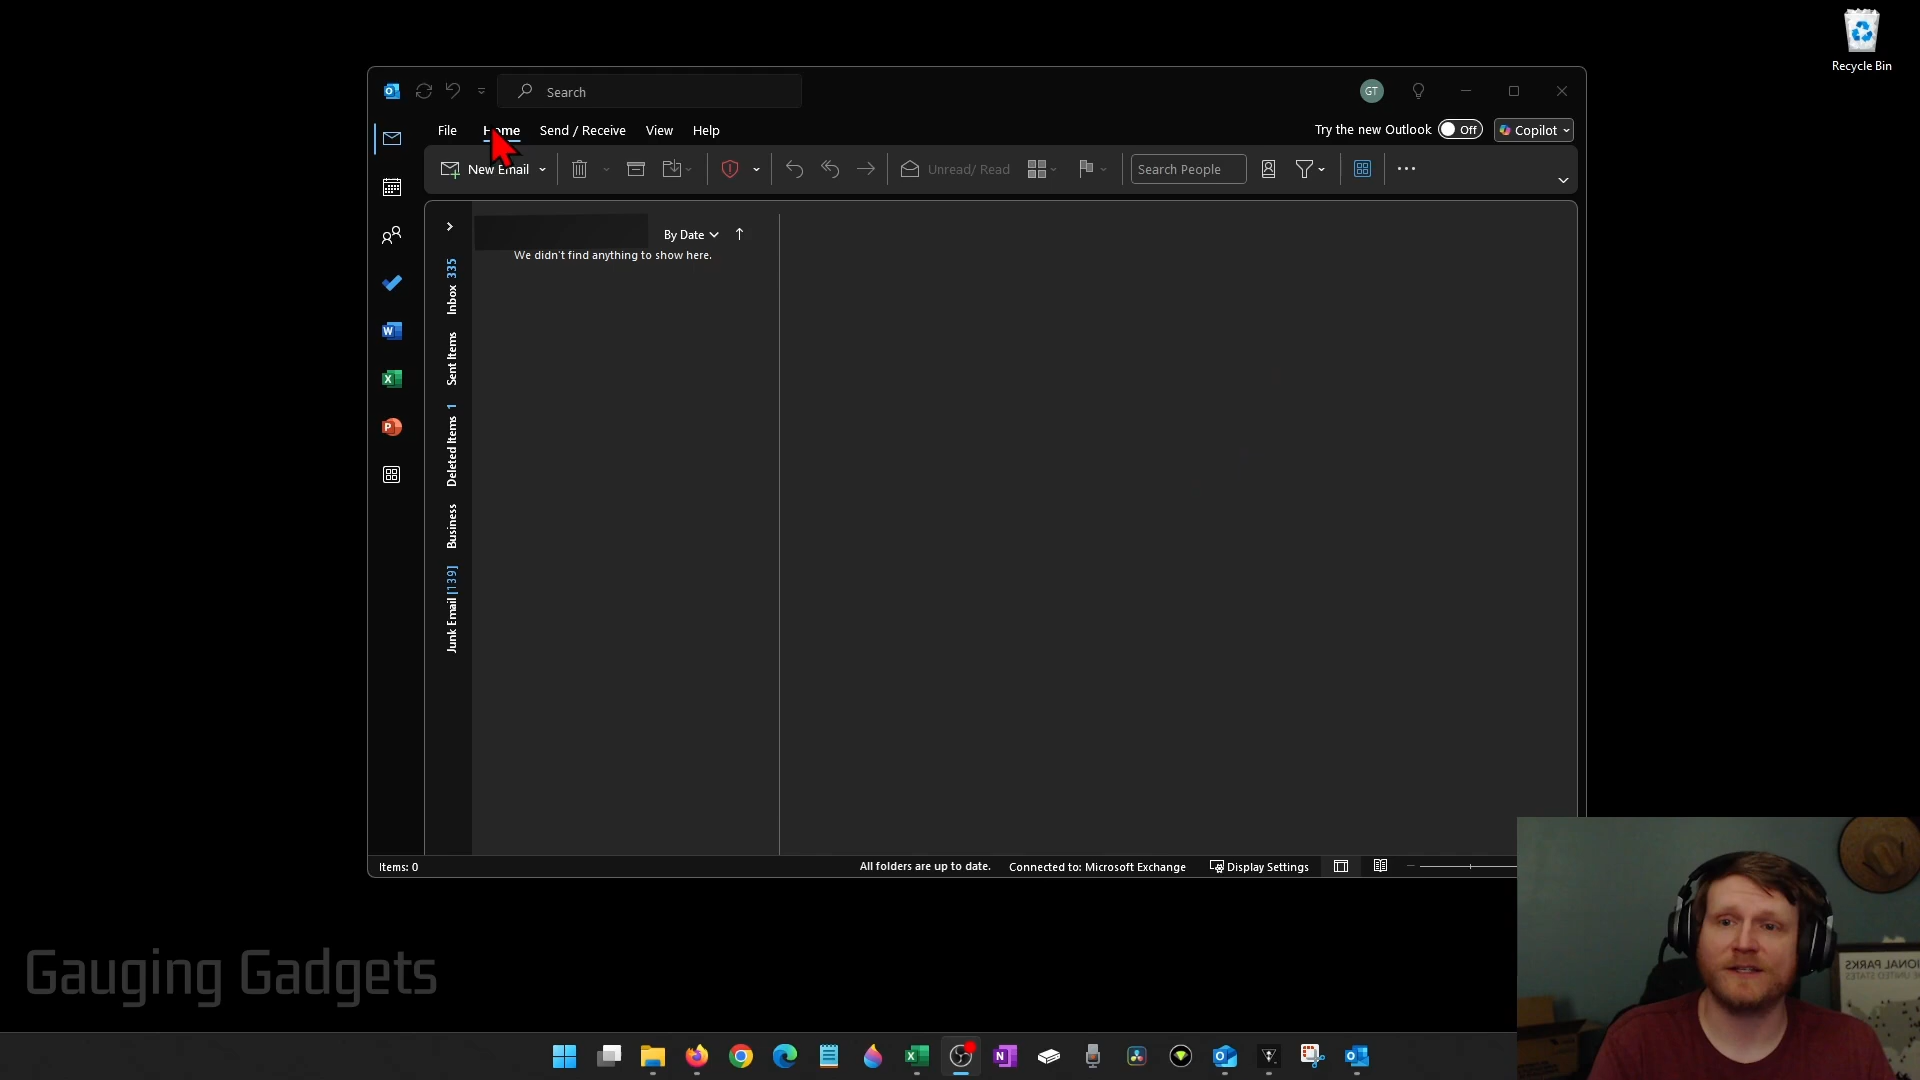 Recycle Bin
Search
GT
File Home Send / Receive View Help
Try the new Outlook Off Copilot
New Email
Unread/ Read
Search People
By Date
We didn't find anything to show here.
Inbox 335
Sent Items
Deleted Items 1
Business
Junk Email [139]
Items: 0
All folders are up to date. Connected to: Microsoft Exchange Display Settings
Gauging Gadgets
IONAL PARKS